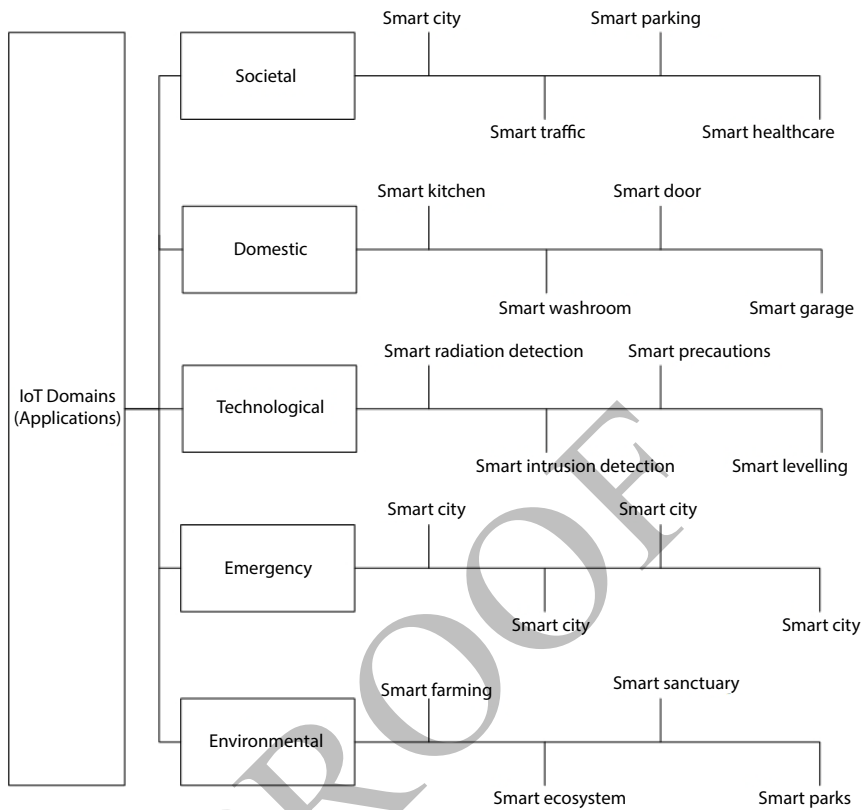 Smart city
Smart parking
Societal
Smart traffic
Smart healthcare
Smart kitchen
Smart door
Domestic
Smart washroom
Smart garage
Smart radiation detection
Smart precautions
IoT Domains
(Applications)
Technological
Smart intrusion detection
Smart levelling
Smart city
Smart city
Emergency
Smart city
Smart city
Smart farming
Smart sanctuary
Environmental
Smart ecosystem
Smart parks
PROOF